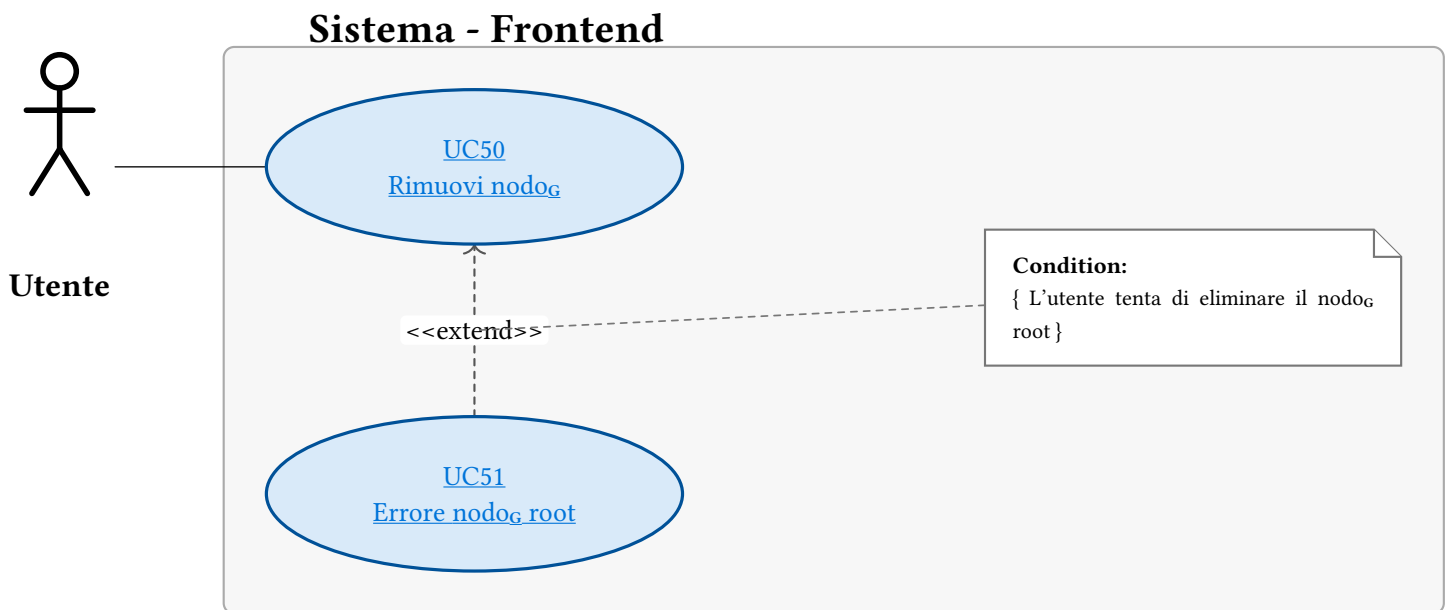 Sistema - Frontend
UC50
Rimuovi nodoG
Utente
Condition:
{ L'utente tenta di eliminare il nodoG
root }
<<extend>>
UC51
Errore nodoG root